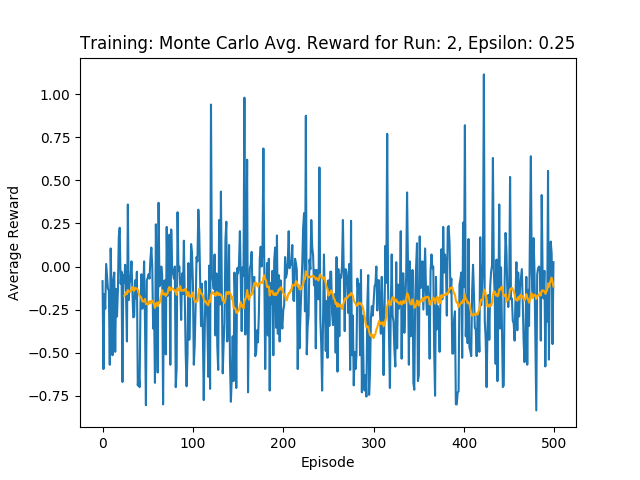 Training: Monte Carlo Avg. Reward for Run: 2, Epsilon: 0.25
1.00
0.75
0.50
0.25
0.00
−0.25
−0.50
−0.75
Average Reward
0 100 200 300 400 500
Episode